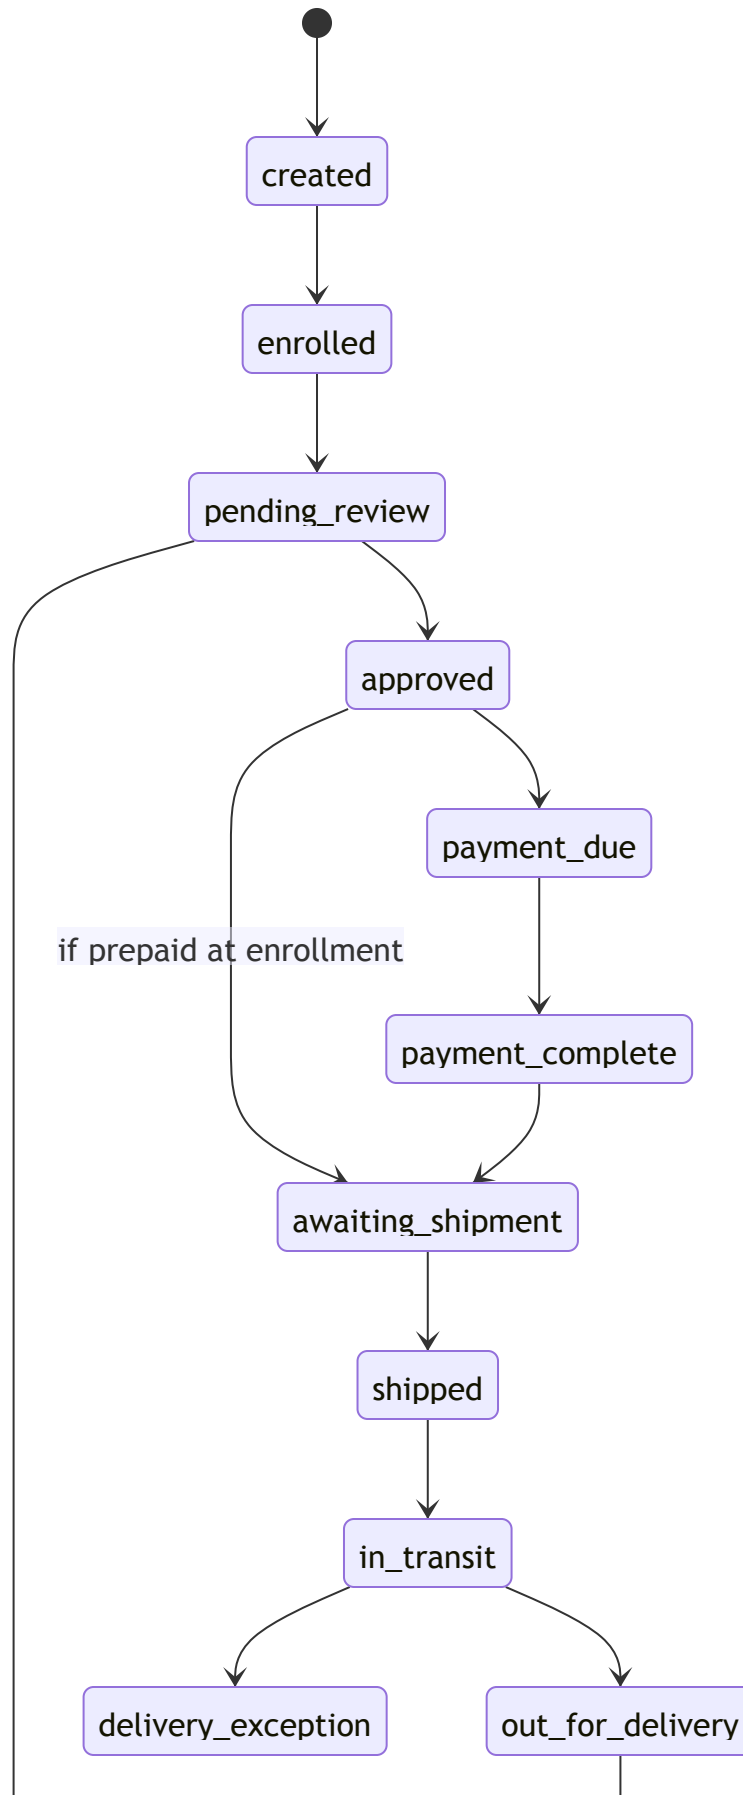 created
enrolled
pending_review
approved
payment_due
if prepaid at enrollment
payment_complete
awaiting_shipment
shipped
in_transit
delivery_exception
out_for_delivery